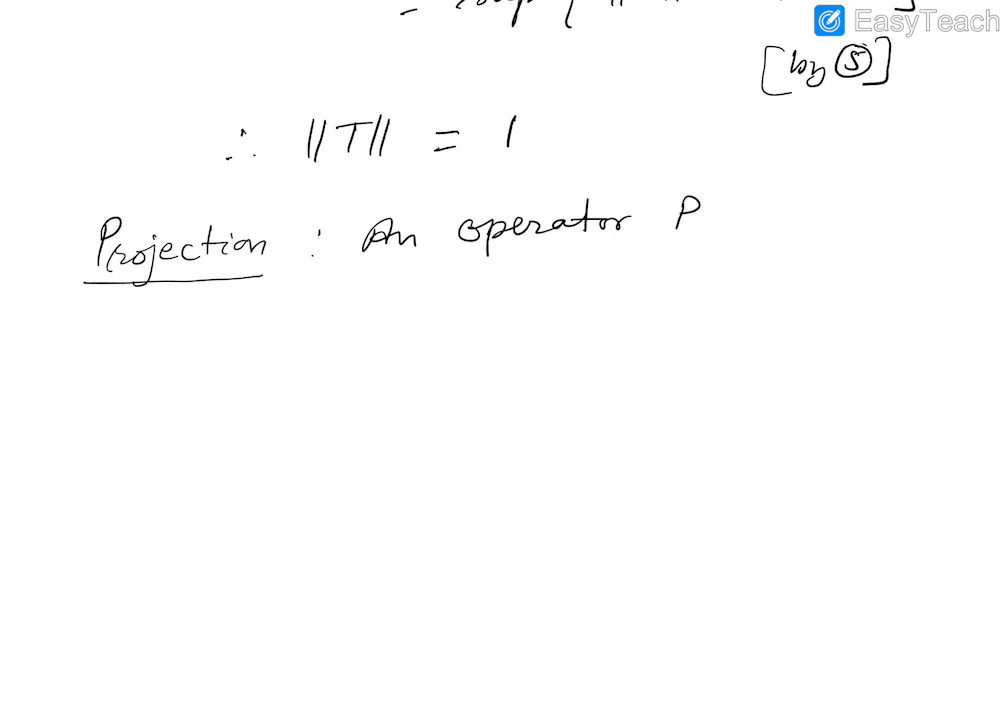 EasyTeach
[by ⑤]
∴ ||T|| = 1
Projection : An operator P